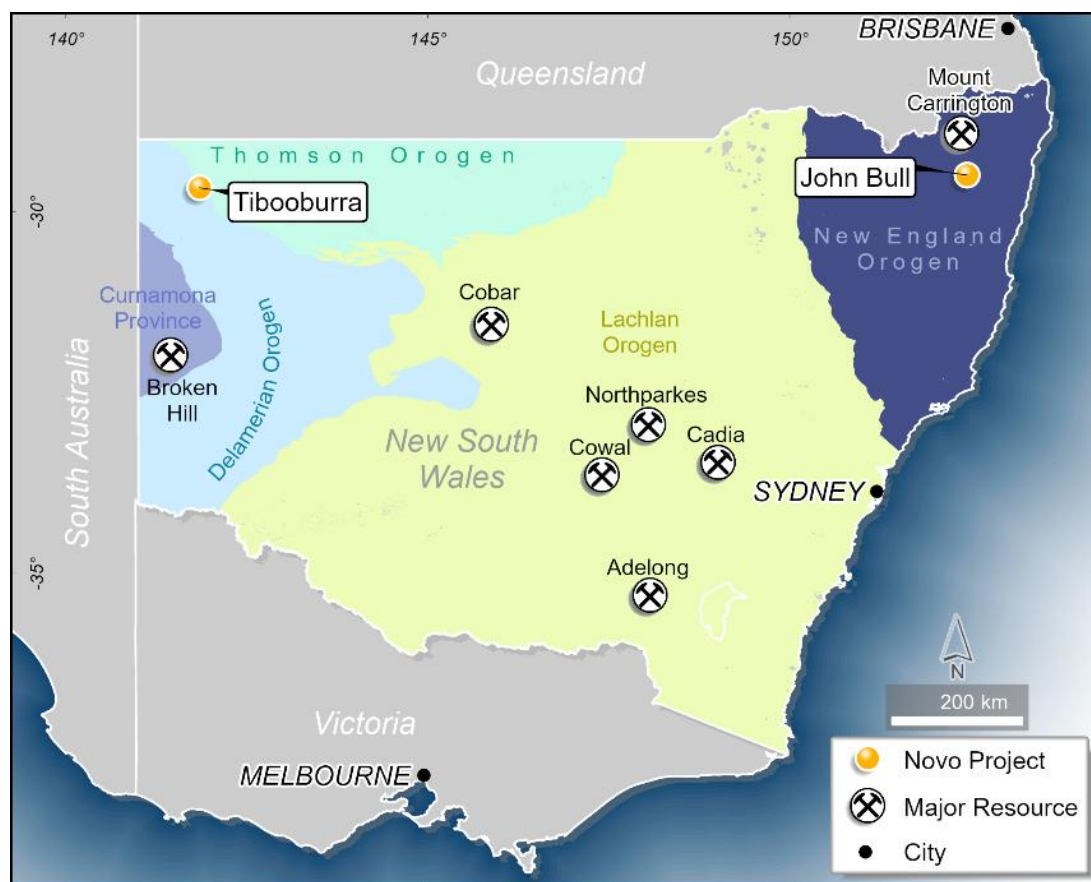 140°
145°
150°
BRISBANE
Queensland
Mount
Carrington
Thomson Orogen
Tibooburra
John Bull
-30°
New England
Orogen
Curnamona
Province
Cobar
Lachlan
Orogen
Delamerian Orogen
Broken
Hill
Northparkes
South Australia
New South
Wales
Cowal
Cadia
SYDNEY
-35°
Adelong
N
200 km
Victoria
MELBOURNE
Novo Project
Major Resource
City